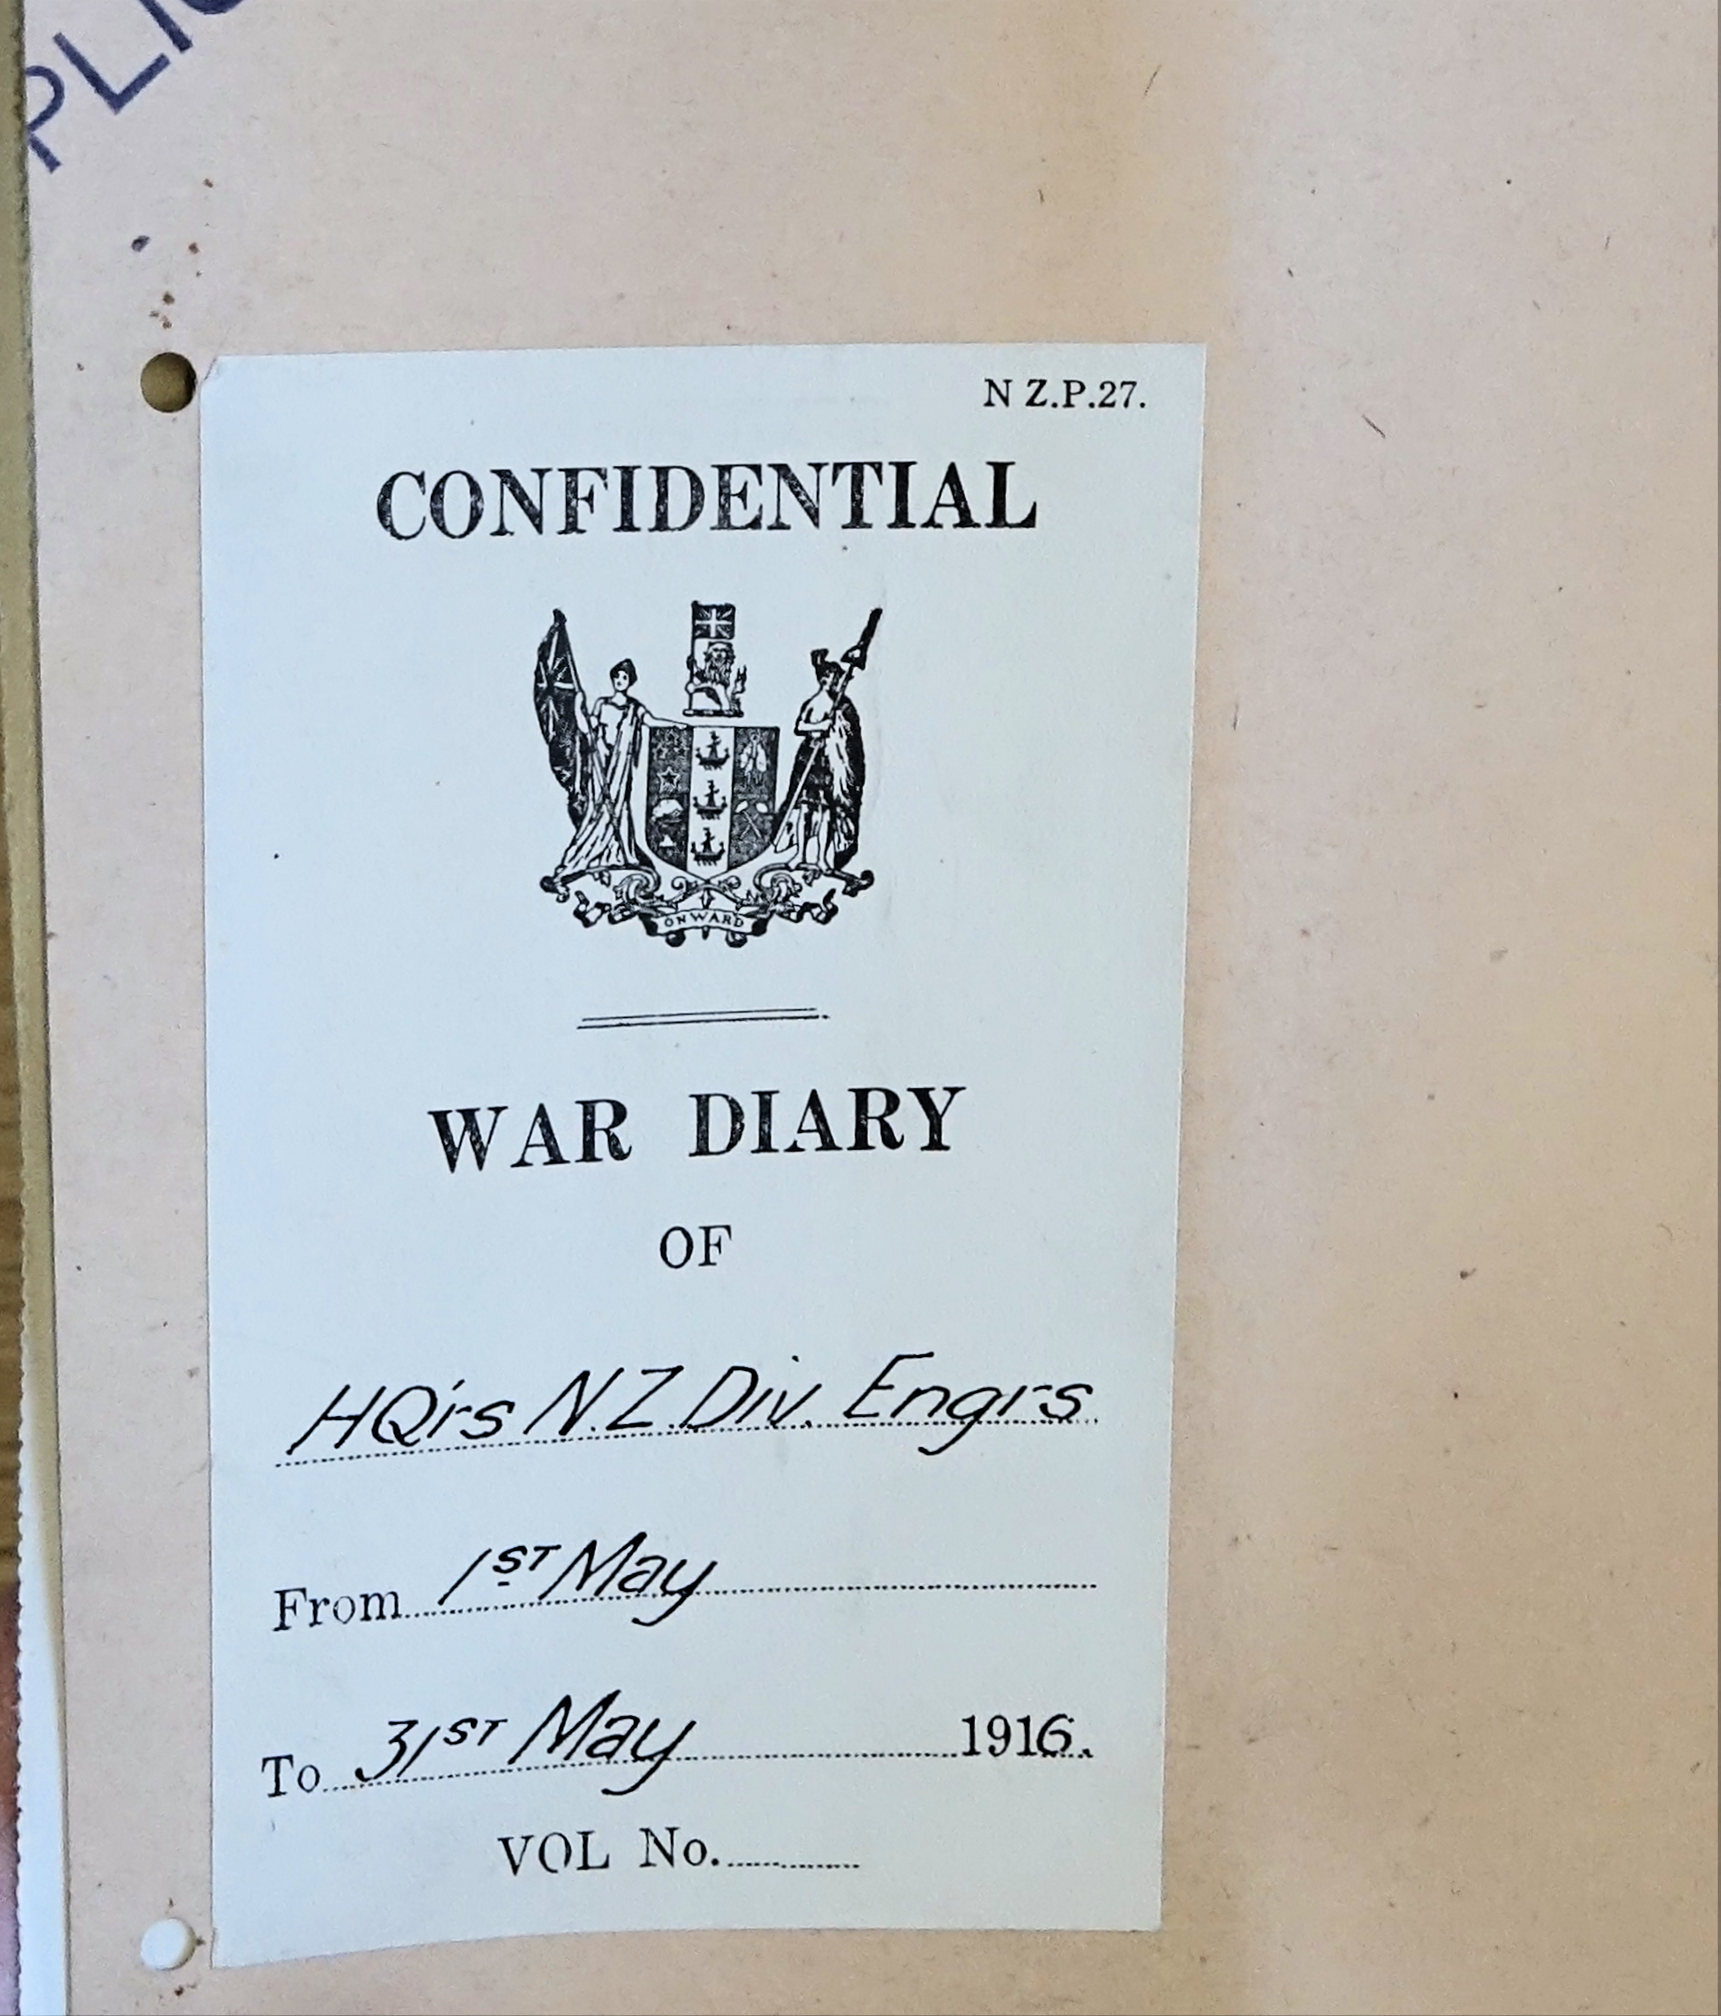 N Z.P.27.
CONFIDENTIAL
ONWARD
WAR DIARY
OF
HQrs N.Z. Div. Engrs.
From 1ST May
To 31ST May 1916.
VOL No.